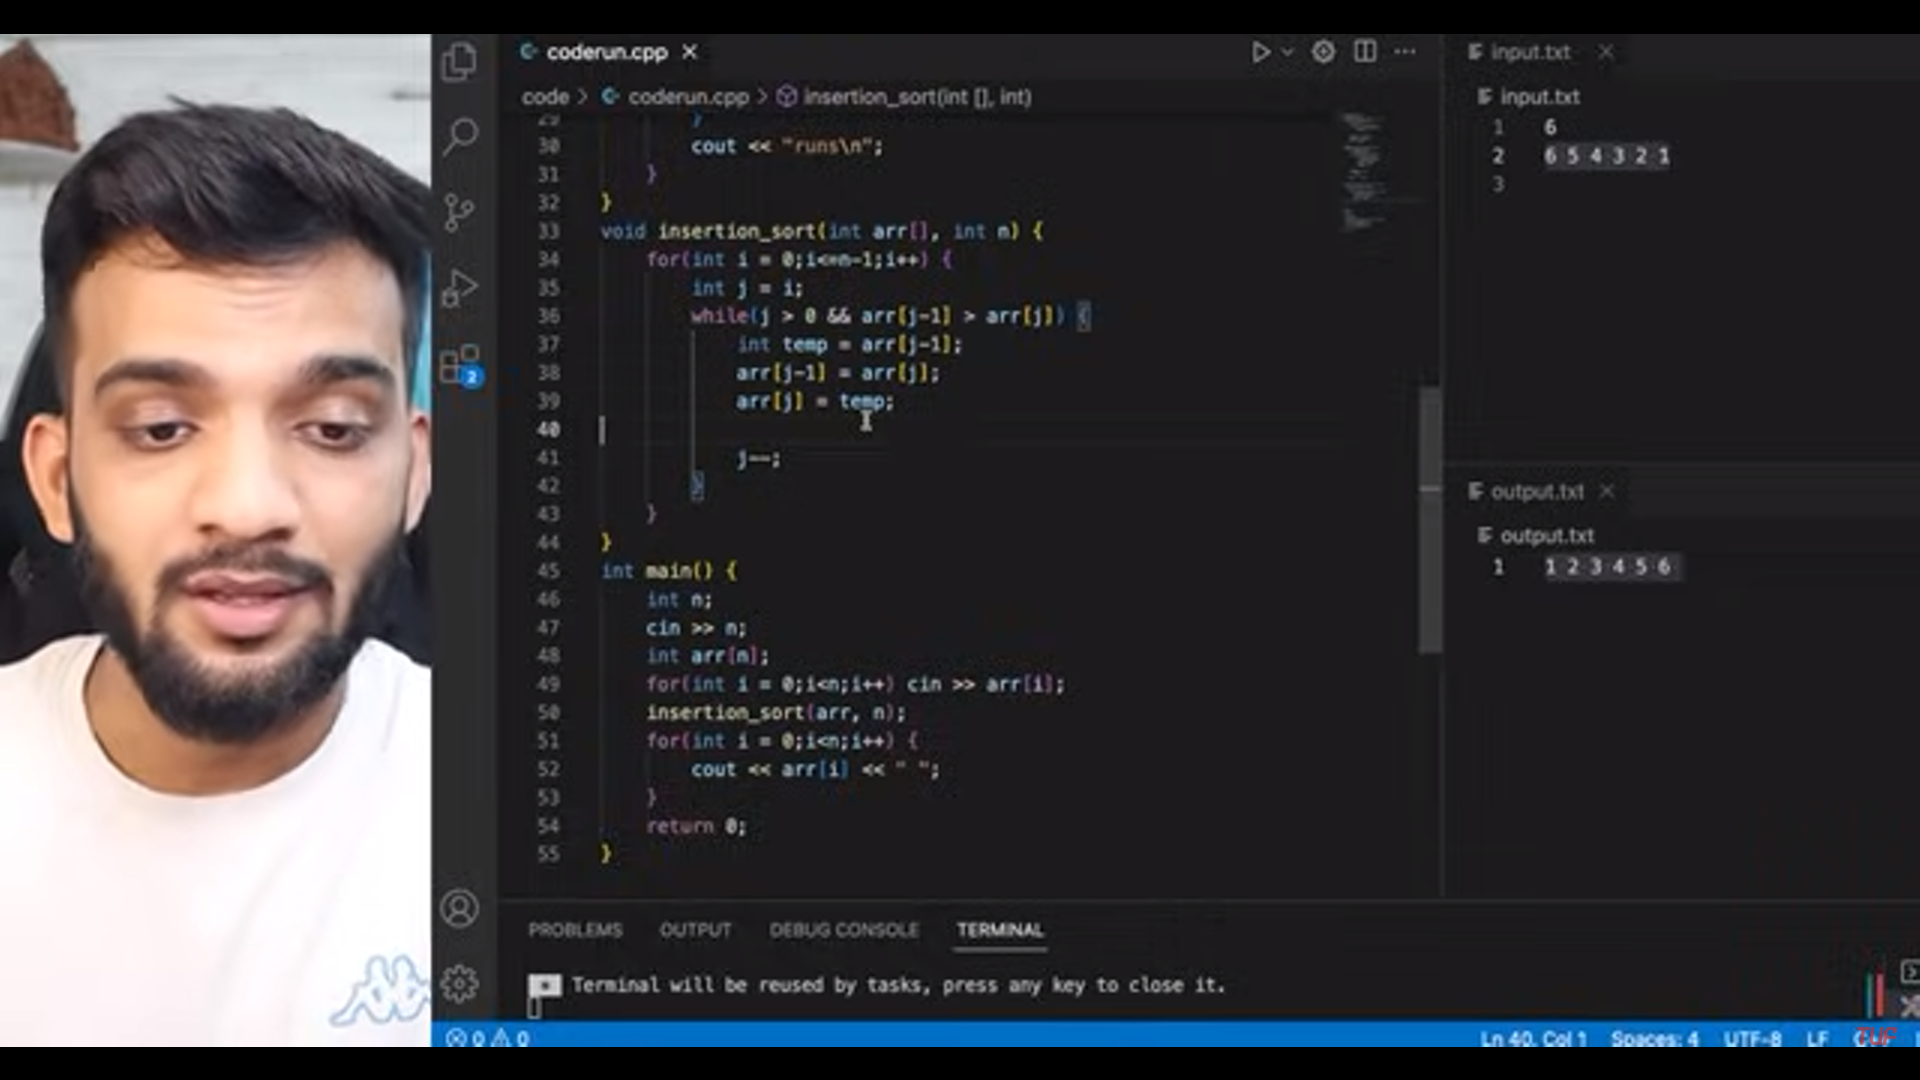 coderun.cpp
code > coderun.cpp > insertion_sort(int [], int)
29 }
30 cout << "runs\n";
31 }
32 }
33 void insertion_sort(int arr[], int n) {
34 for(int i = 0;i<=n-1;i++) {
35 int j = i;
36 while(j > 0 && arr[j-1] > arr[j]) {
37 int temp = arr[j-1];
38 arr[j-1] = arr[j];
39 arr[j] = temp;
40
41 j--;
42 }
43 }
44 }
45 int main() {
46 int n;
47 cin >> n;
48 int arr[n];
49 for(int i = 0;i<n;i++) cin >> arr[i];
50 insertion_sort(arr, n);
51 for(int i = 0;i<n;i++) {
52 cout << arr[i] << " ";
53 }
54 return 0;
55 }
2
input.txt
input.txt
1 6
2 6 5 4 3 2 1
3
output.txt
output.txt
1 1 2 3 4 5 6
PROBLEMS OUTPUT DEBUG CONSOLE TERMINAL
* Terminal will be reused by tasks, press any key to close it.
0 0 Ln 40, Col 1 Spaces: 4 UTF-8 LF
TUF